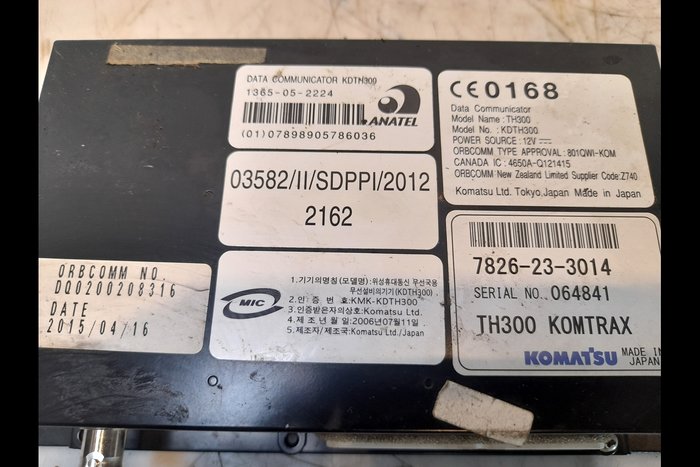 DATA COMMUNICATOR KDTH300
1365-05-2224
ANATEL
(01)07898905786036
CE0168
Data Communicator
Model Name : TH300
Model No. : KDTH300
POWER SOURCE : 12V
ORBCOMM TYPE APPROVAL : 801QWI-KOM
CANADA IC : 4650A-Q121415
ORBCOMM New Zealand Limited Supplier Code:Z740
Komatsu Ltd. Tokyo,Japan Made in Japan
03582/II/SDPPI/2012
2162
7826-23-3014
SERIAL NO. 064841
TH300 KOMTRAX
KOMATSU MADE IN JAPAN
ORBCOMM NO.
DQ0200208316
DATE
2015/04/16
MIC
1. 기기의명칭(모델명) : 위성휴대통신 무선국용
무선설비의기기(KDTH300)
2. 인 증 번 호: KMK-KDTH300
3. 인증받은자의상호: Komatsu Ltd.
4. 제 조 년 월 일 : 2006년07월11일
5. 제조자/제조국: Komatsu Ltd./Japan